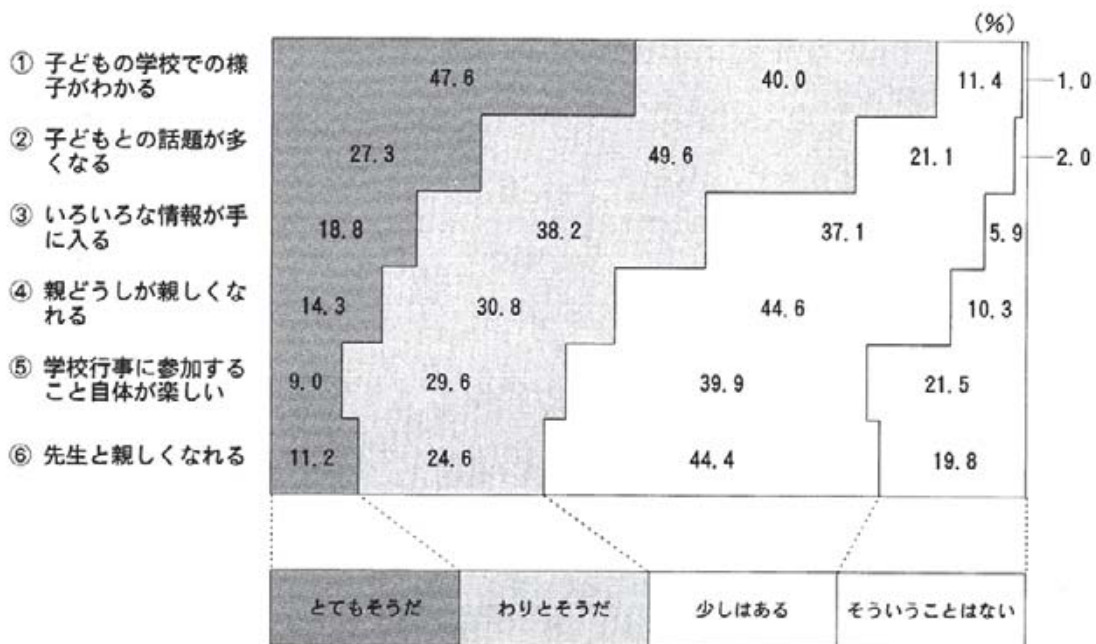 (%)
① 子どもの学校での様
子がわかる
47.6 40.0 11.4 1.0
② 子どもとの話題が多
くなる
27.3 49.6 21.1 2.0
③ いろいろな情報が手
に入る
18.8 38.2 37.1 5.9
④ 親どうしが親しくな
れる
14.3 30.8 44.6 10.3
⑤ 学校行事に参加する
こと自体が楽しい
9.0 29.6 39.9 21.5
⑥ 先生と親しくなれる
11.2 24.6 44.4 19.8
とてもそうだ わりとそうだ 少しはある そういうことはない